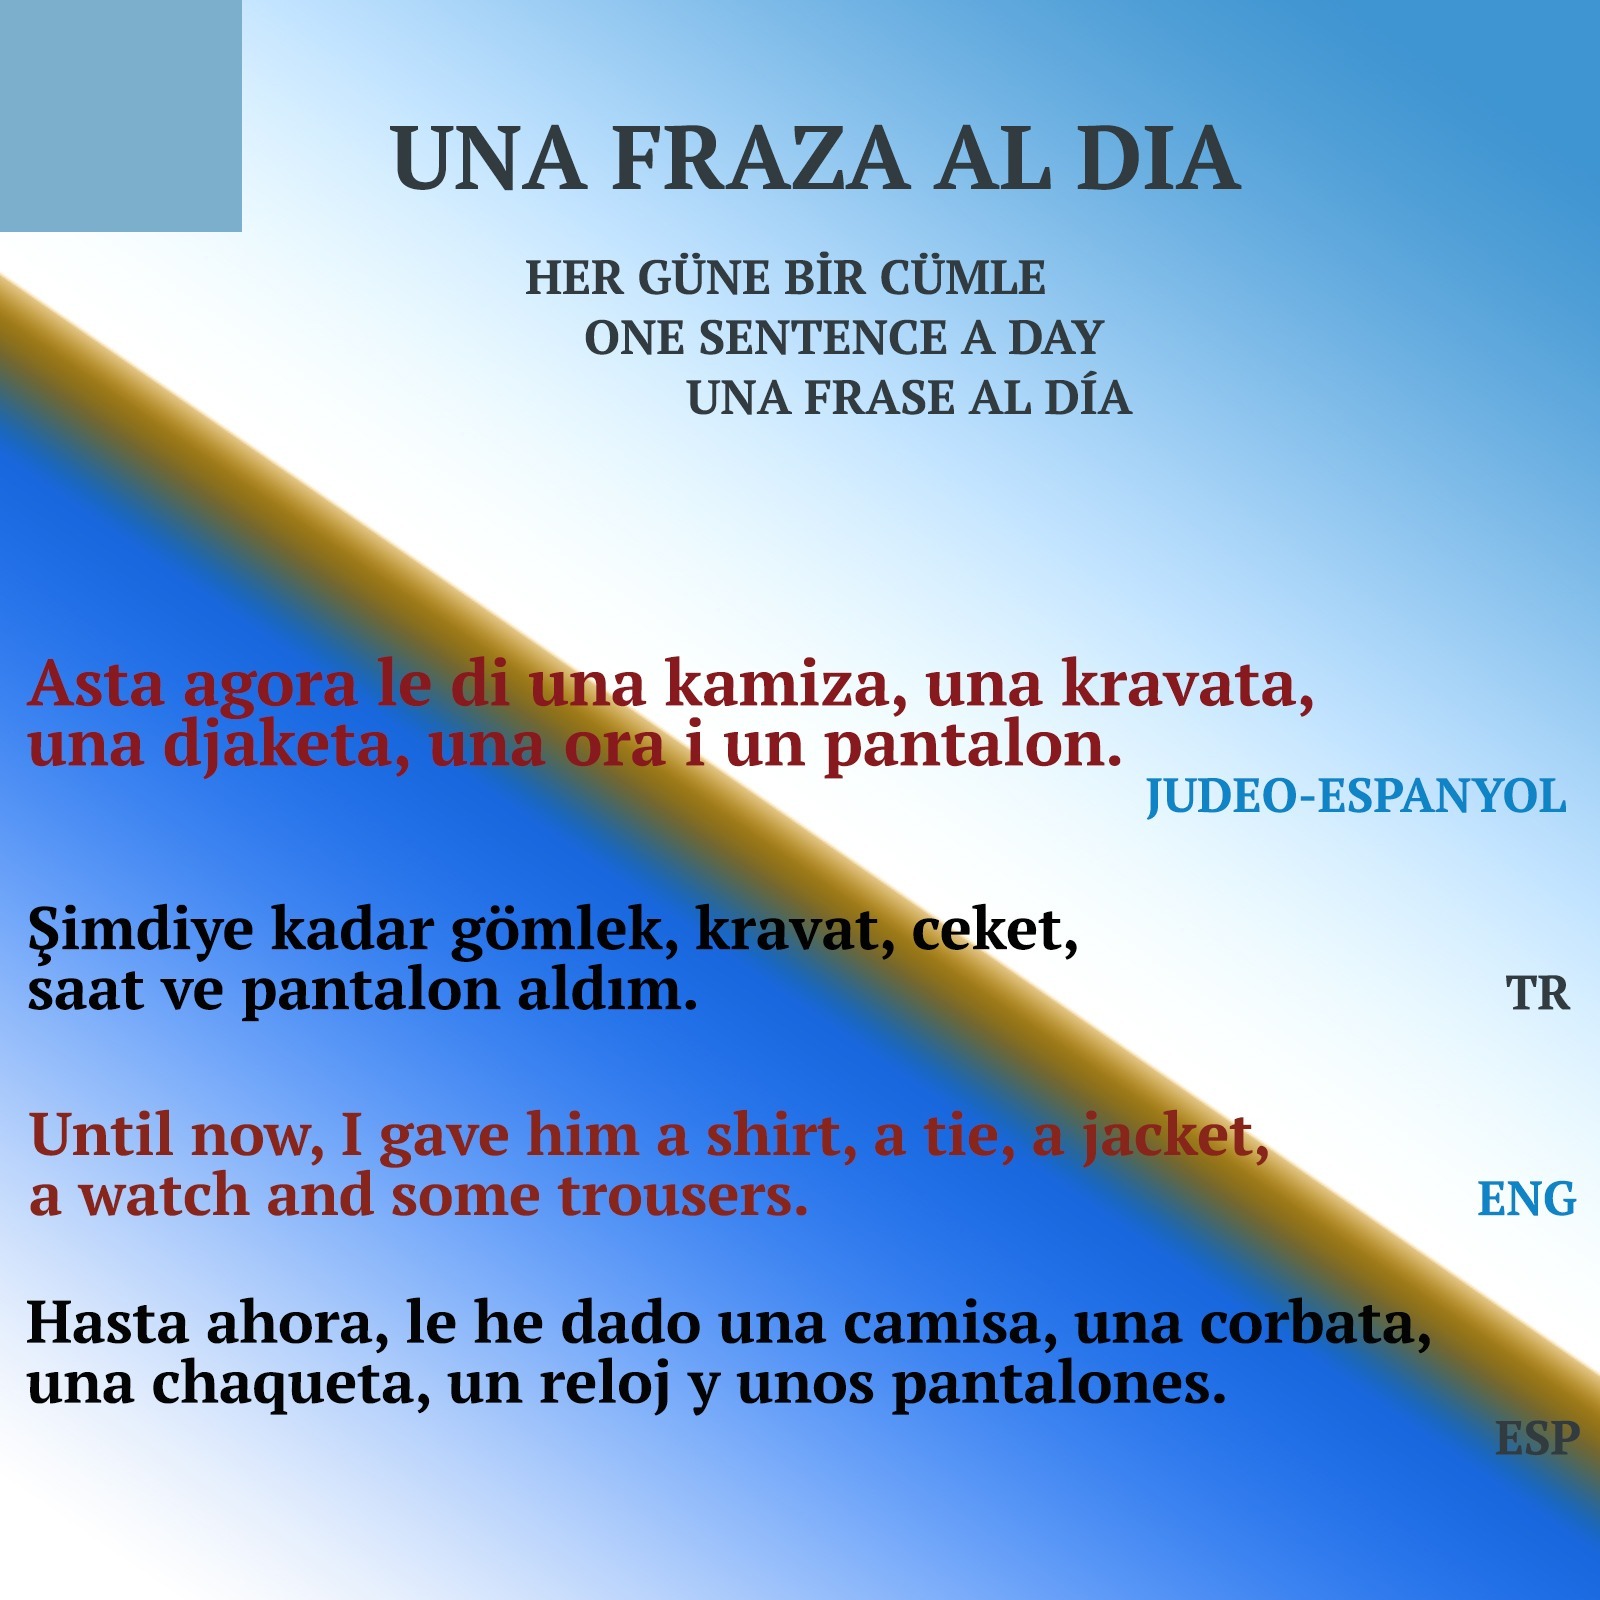 UNA FRAZA AL DIA
HER GÜNE BİR CÜMLE
ONE SENTENCE A DAY
UNA FRASE AL DÍA
Asta agora le di una kamiza, una kravata,
una djaketa, una ora i un pantalon.
JUDEO-ESPANYOL
Şimdiye kadar gömlek, kravat, ceket,
saat ve pantalon aldım.
TR
Until now, I gave him a shirt, a tie, a jacket,
a watch and some trousers.
ENG
Hasta ahora, le he dado una camisa, una corbata,
una chaqueta, un reloj y unos pantalones.
ESP